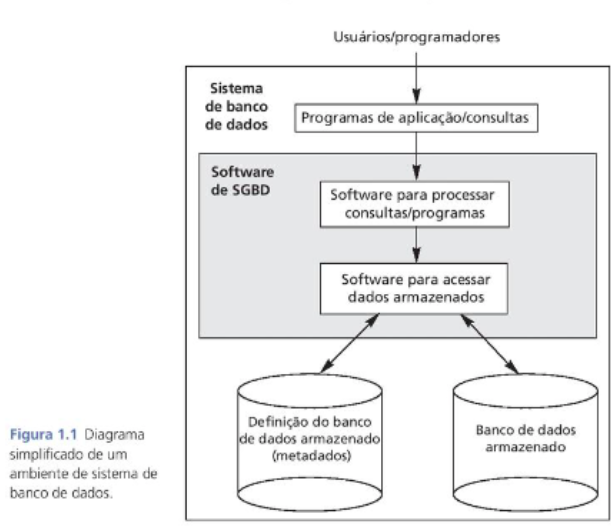 Usuários/programadores
Sistema
de banco
de dados
Programas de aplicação/consultas
Software
de SGBD
Software para processar
consultas/programas
Software para acessar
dados armazenados
Definição do banco
de dados armazenado
(metadados)
Banco de dados
armazenado
Figura 1.1 Diagrama
simplificado de um
ambiente de sistema de
banco de dados.